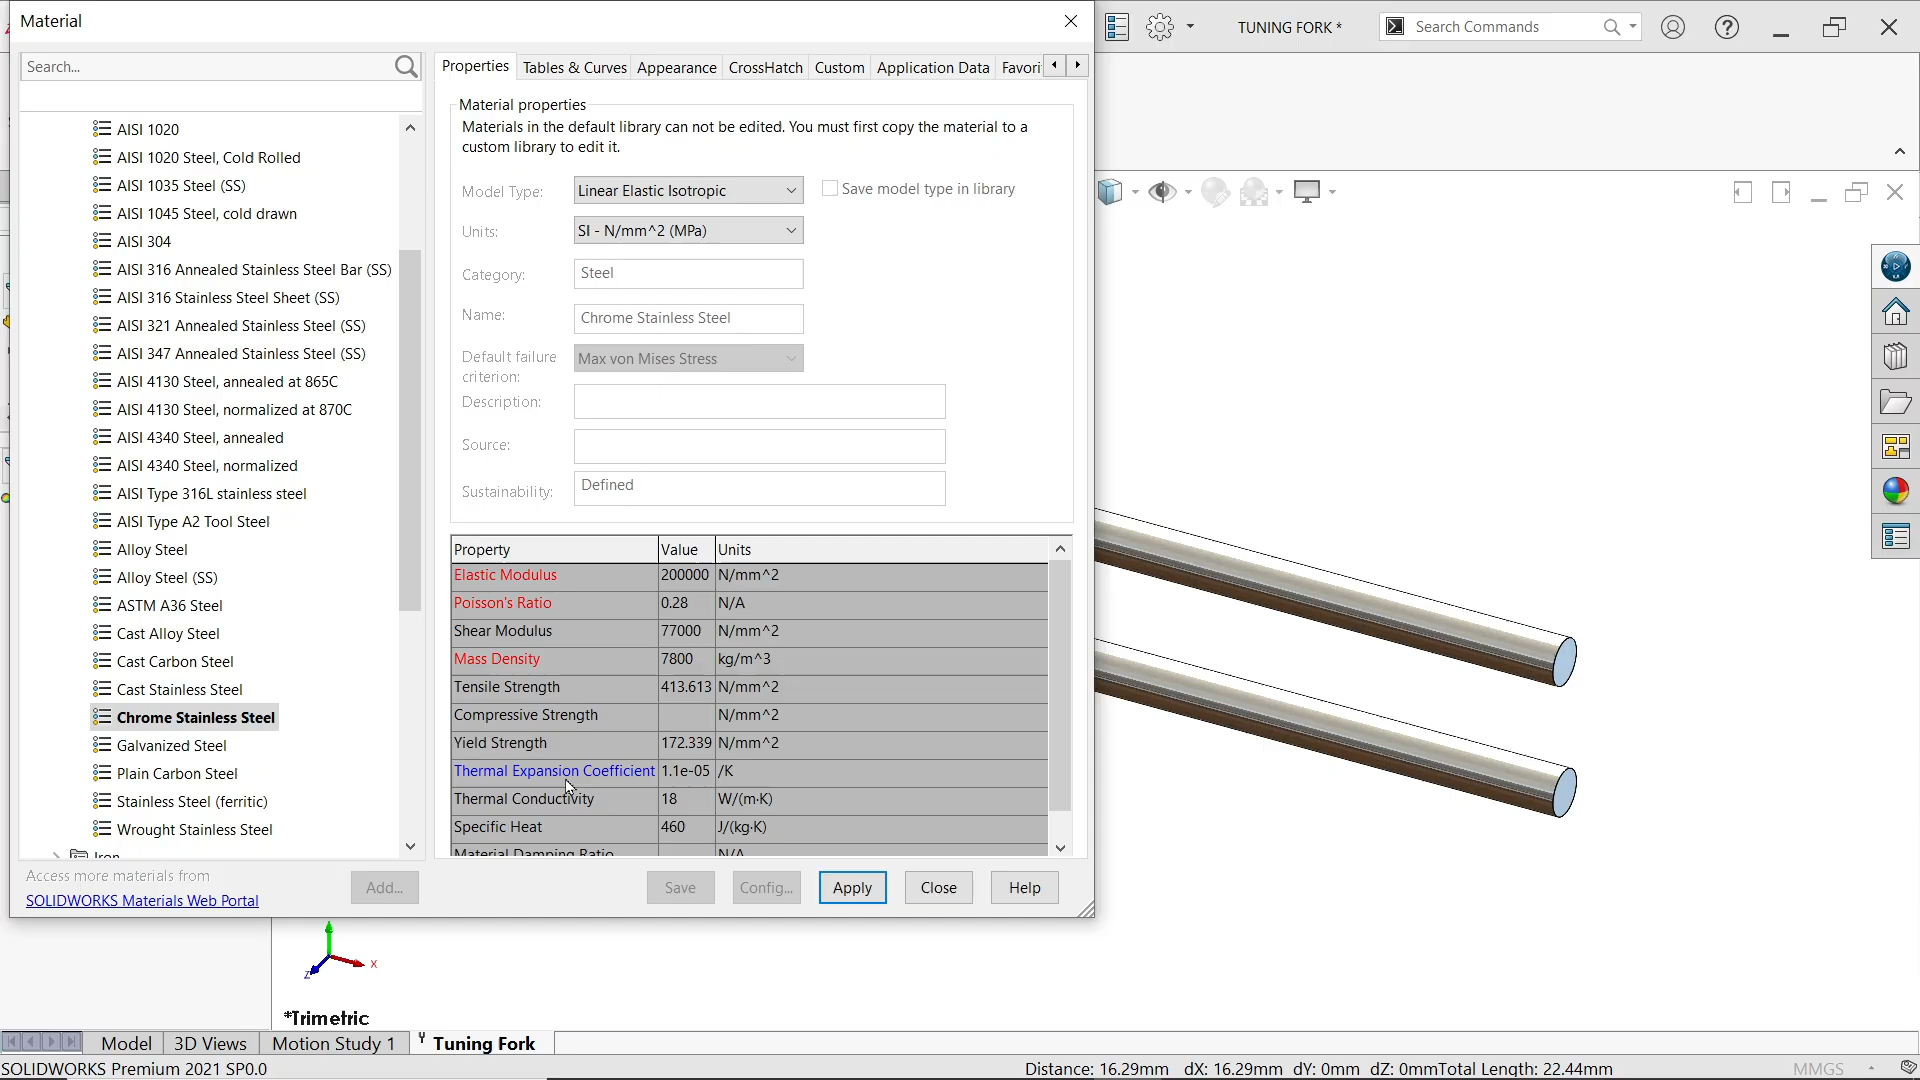 Material
TUNING FORK *
Search Commands
Search...
Properties
Tables & Curves
Appearance
CrossHatch
Custom
Application Data
Favori
AISI 1020
AISI 1020 Steel, Cold Rolled
AISI 1035 Steel (SS)
AISI 1045 Steel, cold drawn
AISI 304
AISI 316 Annealed Stainless Steel Bar (SS)
AISI 316 Stainless Steel Sheet (SS)
AISI 321 Annealed Stainless Steel (SS)
AISI 347 Annealed Stainless Steel (SS)
AISI 4130 Steel, annealed at 865C
AISI 4130 Steel, normalized at 870C
AISI 4340 Steel, annealed
AISI 4340 Steel, normalized
AISI Type 316L stainless steel
AISI Type A2 Tool Steel
Alloy Steel
Alloy Steel (SS)
ASTM A36 Steel
Cast Alloy Steel
Cast Carbon Steel
Cast Stainless Steel
Chrome Stainless Steel
Galvanized Steel
Plain Carbon Steel
Stainless Steel (ferritic)
Wrought Stainless Steel
Iron
Access more materials from
SOLIDWORKS Materials Web Portal
Add...
Material properties
Materials in the default library can not be edited. You must first copy the material to a
custom library to edit it.
Model Type: Linear Elastic Isotropic Save model type in library
Units: SI - N/mm^2 (MPa)
Category: Steel
Name: Chrome Stainless Steel
Default failure
criterion: Max von Mises Stress
Description:
Source:
Sustainability: Defined
Property Value Units
Elastic Modulus 200000 N/mm^2
Poisson's Ratio 0.28 N/A
Shear Modulus 77000 N/mm^2
Mass Density 7800 kg/m^3
Tensile Strength 413.613 N/mm^2
Compressive Strength N/mm^2
Yield Strength 172.339 N/mm^2
Thermal Expansion Coefficient 1.1e-05 /K
Thermal Conductivity 18 W/(m·K)
Specific Heat 460 J/(kg·K)
Material Damping Ratio N/A
Save
Config...
Apply
Close
Help
X
Z
*Trimetric
Model
3D Views
Motion Study 1
Tuning Fork
SOLIDWORKS Premium 2021 SP0.0
Distance: 16.29mm dX: 16.29mm dY: 0mm dZ: 0mmTotal Length: 22.44mm
MMGS